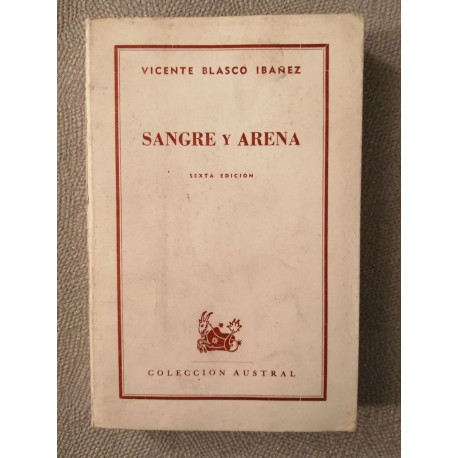 VICENTE BLASCO IBAÑEZ
SANGRE Y ARENA
SEXTA EDICION
COLECCION AUSTRAL